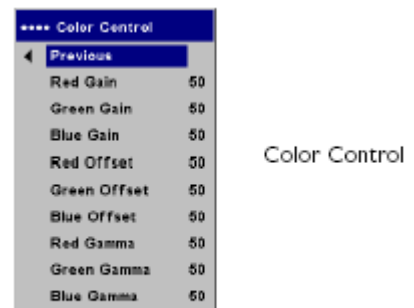 •••• Color Control
Previous
Red Gain 50
Green Gain 50
Blue Gain 50
Red Offset 50
Green Offset 50
Blue Offset 50
Red Gamma 50
Green Gamma 50
Blue Gamma 50
Color Control